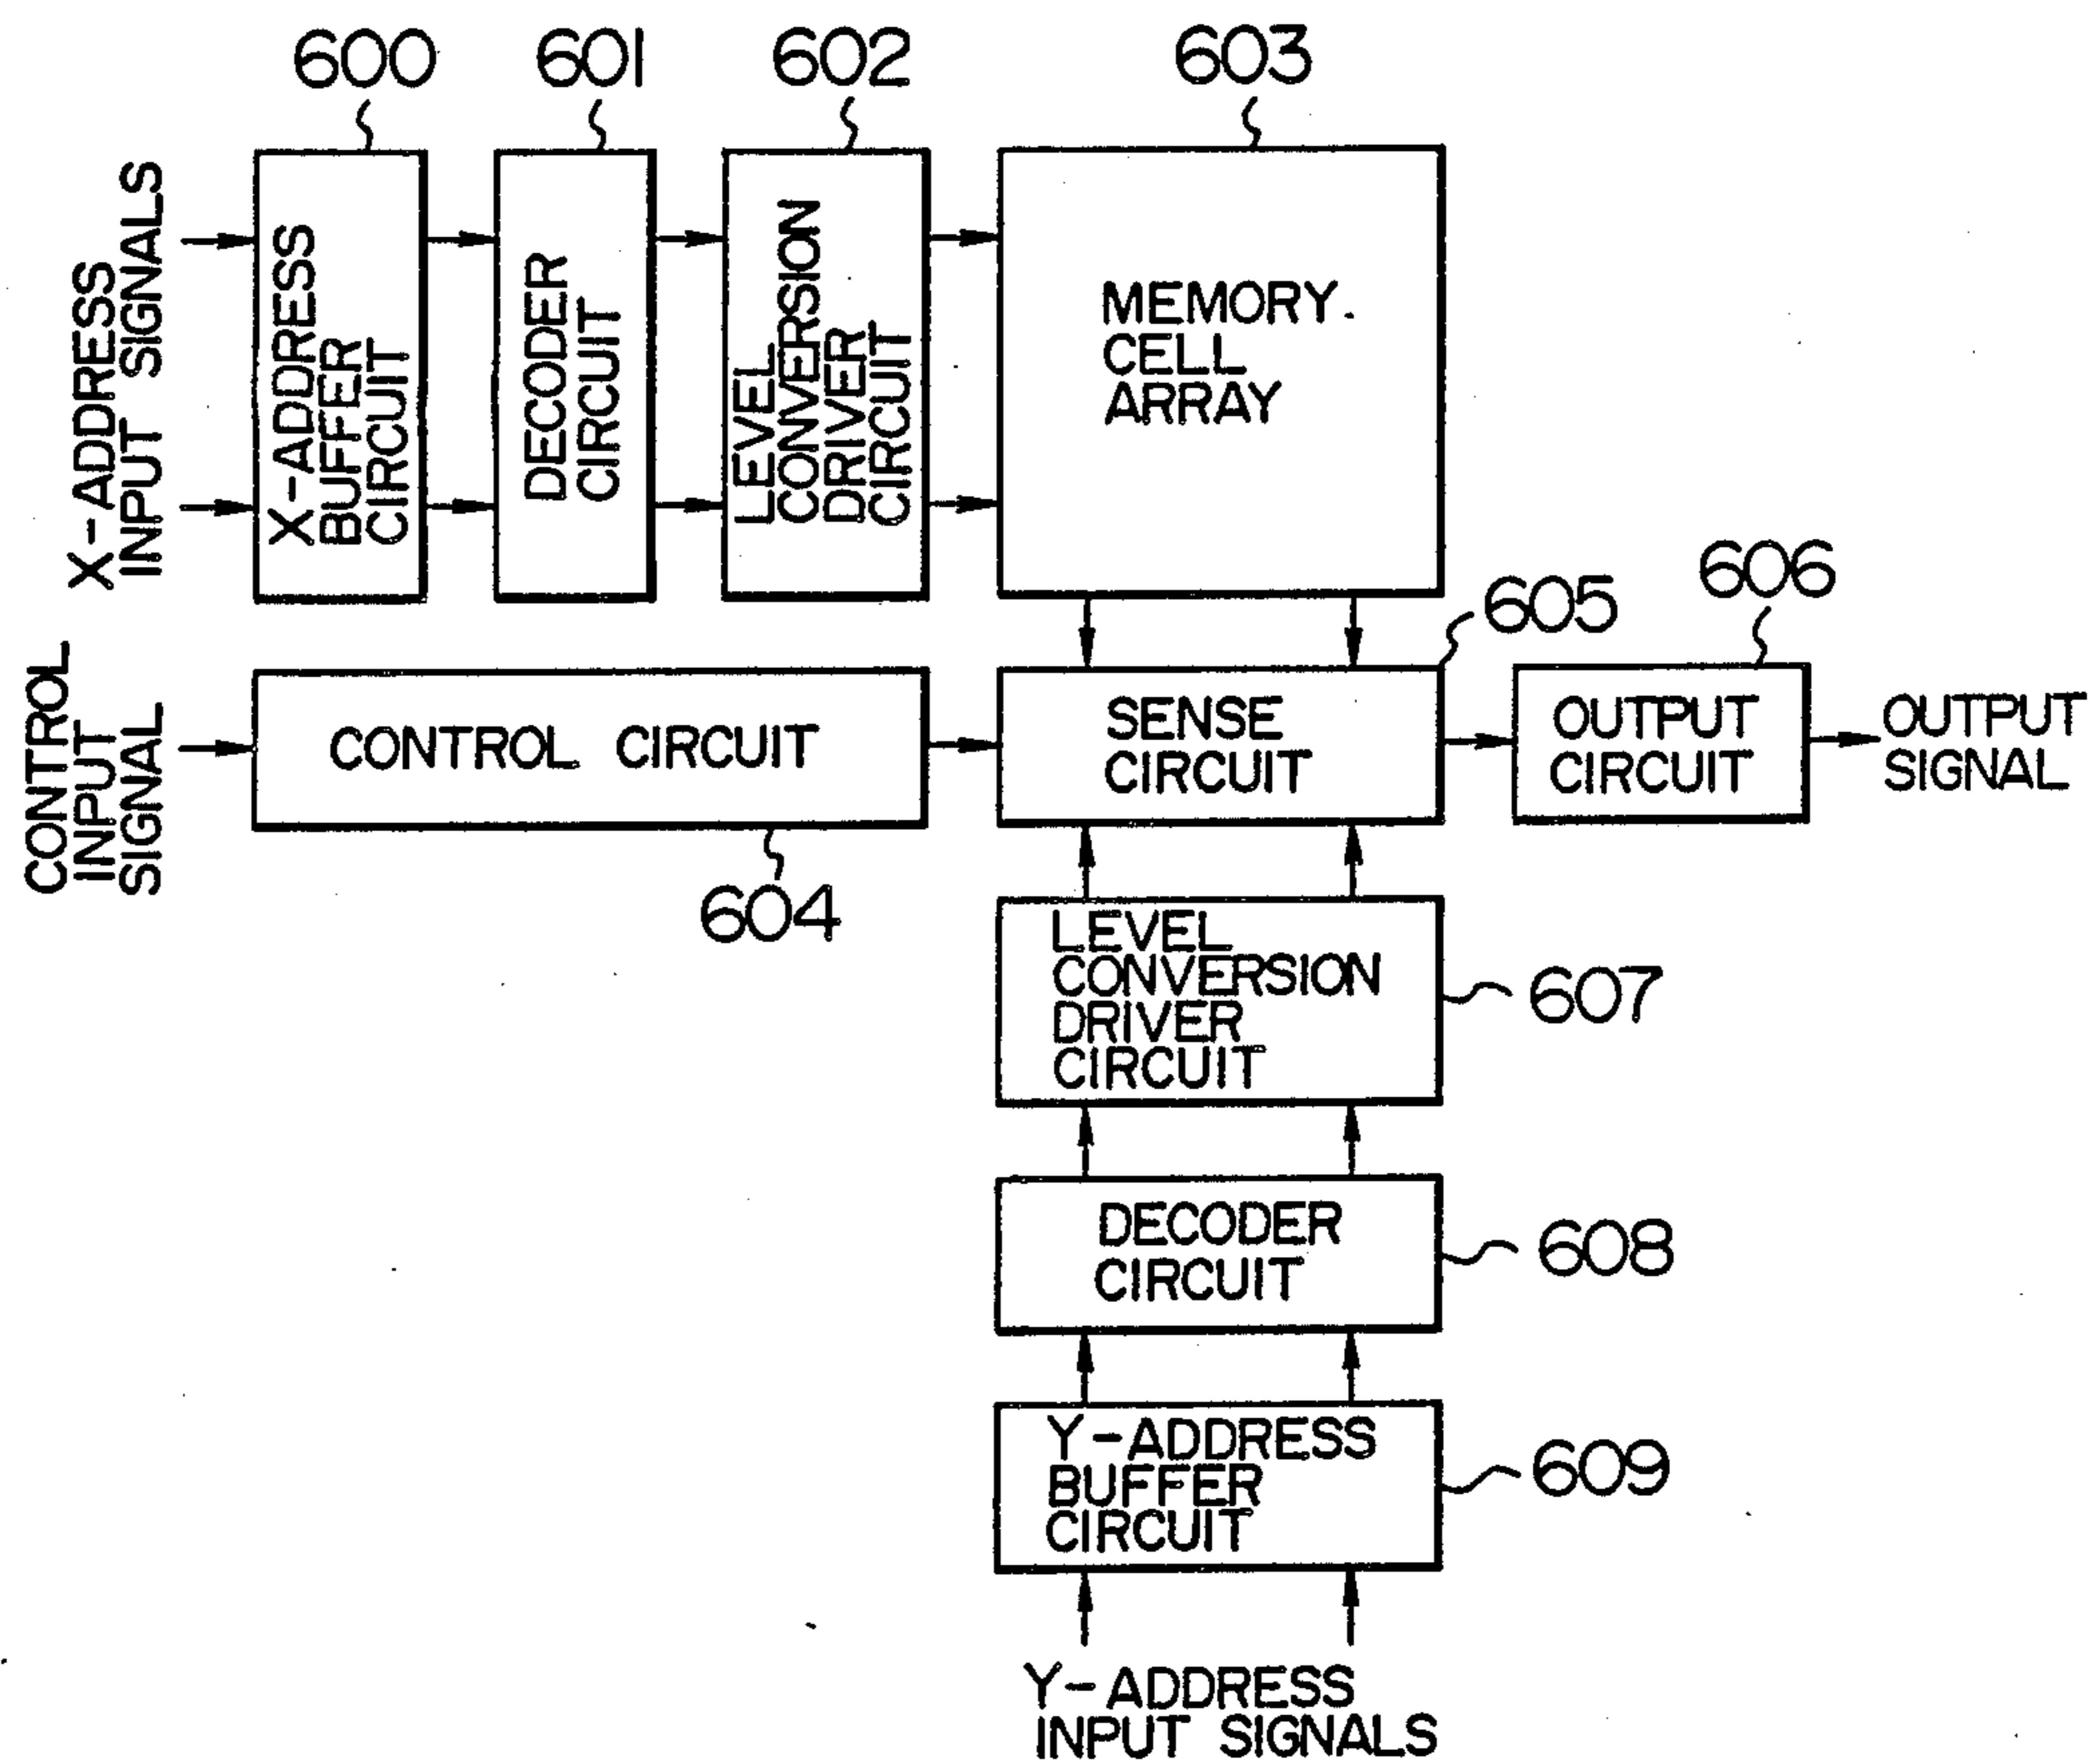 600
601
602
603
X-ADDRESS
INPUT SIGNALS
X-ADDRESS
BUFFER
CIRCUIT
DECODER
CIRCUIT
LEVEL
CONVERSION
DRIVER
CIRCUIT
MEMORY
CELL
ARRAY
605
606
CONTROL
INPUT
SIGNAL
CONTROL CIRCUIT
604
SENSE
CIRCUIT
OUTPUT
CIRCUIT
OUTPUT
SIGNAL
LEVEL
CONVERSION
DRIVER
CIRCUIT
607
DECODER
CIRCUIT
608
Y-ADDRESS
BUFFER
CIRCUIT
609
Y-ADDRESS
INPUT SIGNALS